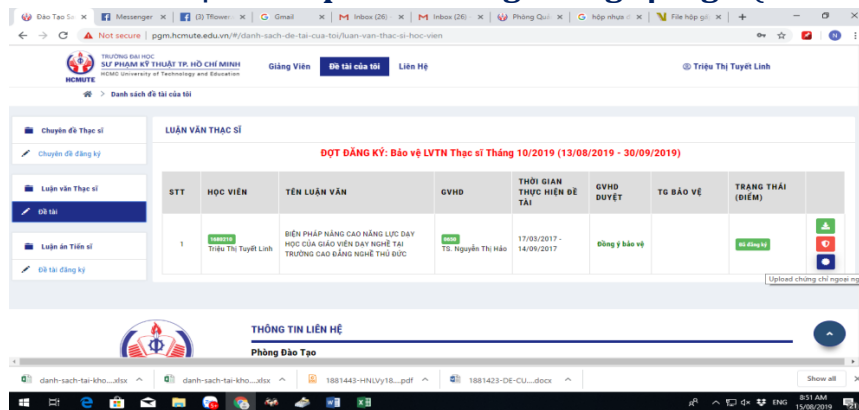 Đào Tạo Sa
Messenger
(3) TRower
Gmail
Inbox (26)
Inbox (26)
Phòng Quả
hộp nhựa
File hộp gi
Not secure | pgm.hcmute.edu.vn/#/danh-sach-de-tai-cua-toi/luan-van-thac-si-hoc-vien
TRƯỜNG ĐẠI HỌC
SƯ PHẠM KỸ THUẬT TP. HỒ CHÍ MINH
HCMC University of Technology and Education
HCMUTE
Giảng Viên
Đề tài của tôi
Liên Hệ
Triệu Thị Tuyết Linh
> Danh sách đề tài của tôi
Chuyên đề Thạc sĩ
Chuyên đề đăng ký
Luận văn Thạc sĩ
Đề tài
Luận án Tiến sĩ
Đề tài đăng ký
LUẬN VĂN THẠC SĨ
ĐỢT ĐĂNG KÝ: Bảo vệ LVTN Thạc sĩ Tháng 10/2019 (13/08/2019 - 30/09/2019)
STT
HỌC VIÊN
TÊN LUẬN VĂN
GVHD
THỜI GIAN
THỰC HIỆN ĐỀ
TÀI
GVHD
DUYỆT
TG BẢO VỆ
TRẠNG THÁI
(ĐIỂM)
1
Triệu Thị Tuyết Linh
BIỆN PHÁP NÂNG CAO NĂNG LỰC DẠY
HỌC CỦA GIÁO VIÊN DẠY NGHỀ TẠI
TRƯỜNG CAO ĐẲNG NGHỀ THỦ ĐỨC
TS. Nguyễn Thị Hảo
17/03/2017 -
14/09/2017
Đồng ý bảo vệ
Đã đăng ký
Upload chứng chỉ ngoại ng
THÔNG TIN LIÊN HỆ
Phòng Đào Tạo
danh-sach-tai-kho....xlsx
danh-sach-tai-kho....xlsx
1881443-HNLVy18....pdf
1881423-DE-CU....docx
Show all
ENG
8:51 AM
15/08/2019